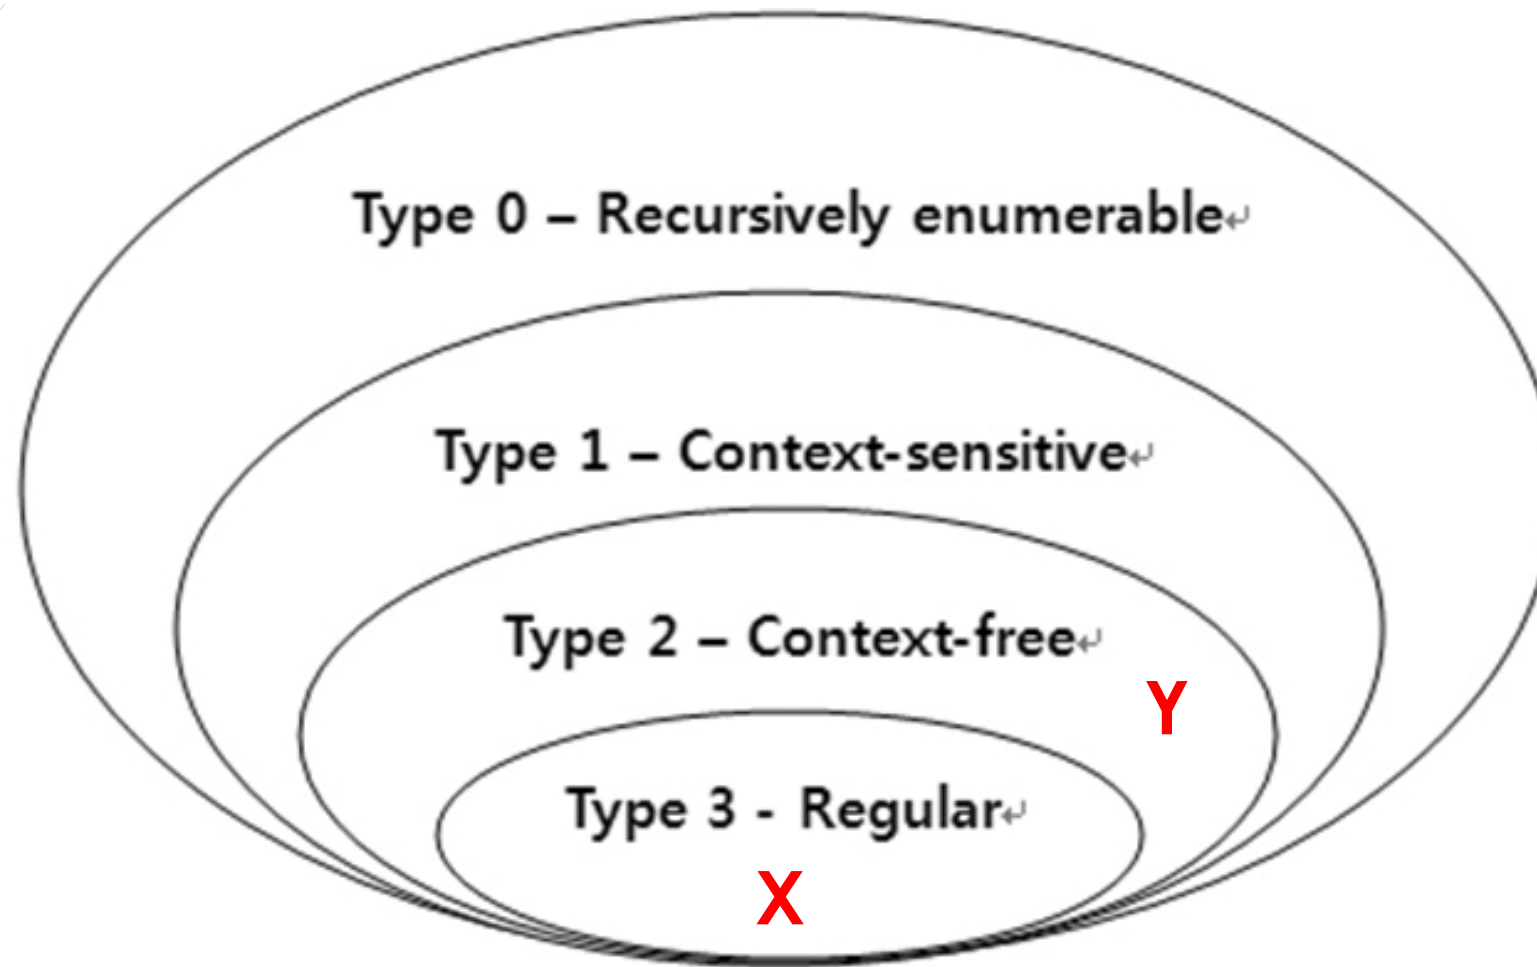 Type 0 – Recursively enumerable↵
Type 1 – Context-sensitive↵
Type 2 – Context-free↵
Y
Type 3 - Regular↵
X